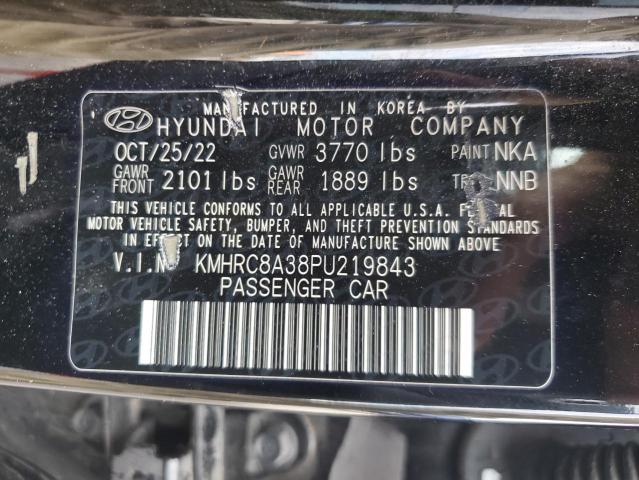 MANUFACTURED IN KOREA BY
HYUNDAI MOTOR COMPANY
OCT/25/22 GVWR 3770 lbs PAINT NKA
GAWR FRONT 2101 lbs GAWR REAR 1889 lbs NNB
THIS VEHICLE CONFORMS TO ALL APPLICABLE U.S.A. FEDERAL
MOTOR VEHICLE SAFETY, BUMPER, AND THEFT PREVENTION STANDARDS
IN EFFECT ON THE DATE OF MANUFACTURE SHOWN ABOVE
V.I.N KMHRC8A38PU219843
PASSENGER CAR